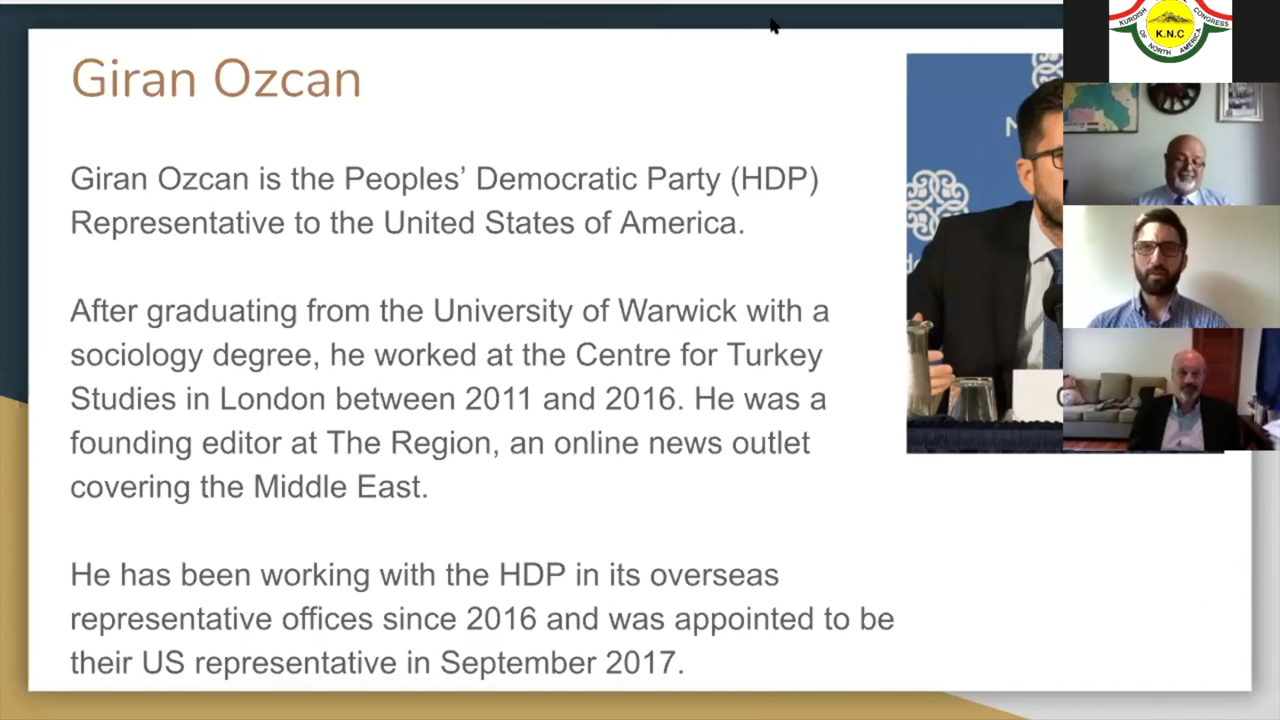 Giran Ozcan
Giran Ozcan is the Peoples’ Democratic Party (HDP)
Representative to the United States of America.
After graduating from the University of Warwick with a
sociology degree, he worked at the Centre for Turkey
Studies in London between 2011 and 2016. He was a
founding editor at The Region, an online news outlet
covering the Middle East.
He has been working with the HDP in its overseas
representative offices since 2016 and was appointed to be
their US representative in September 2017.
KURDISH CONGRESS
OF NORTH AMERICA
K.N.C